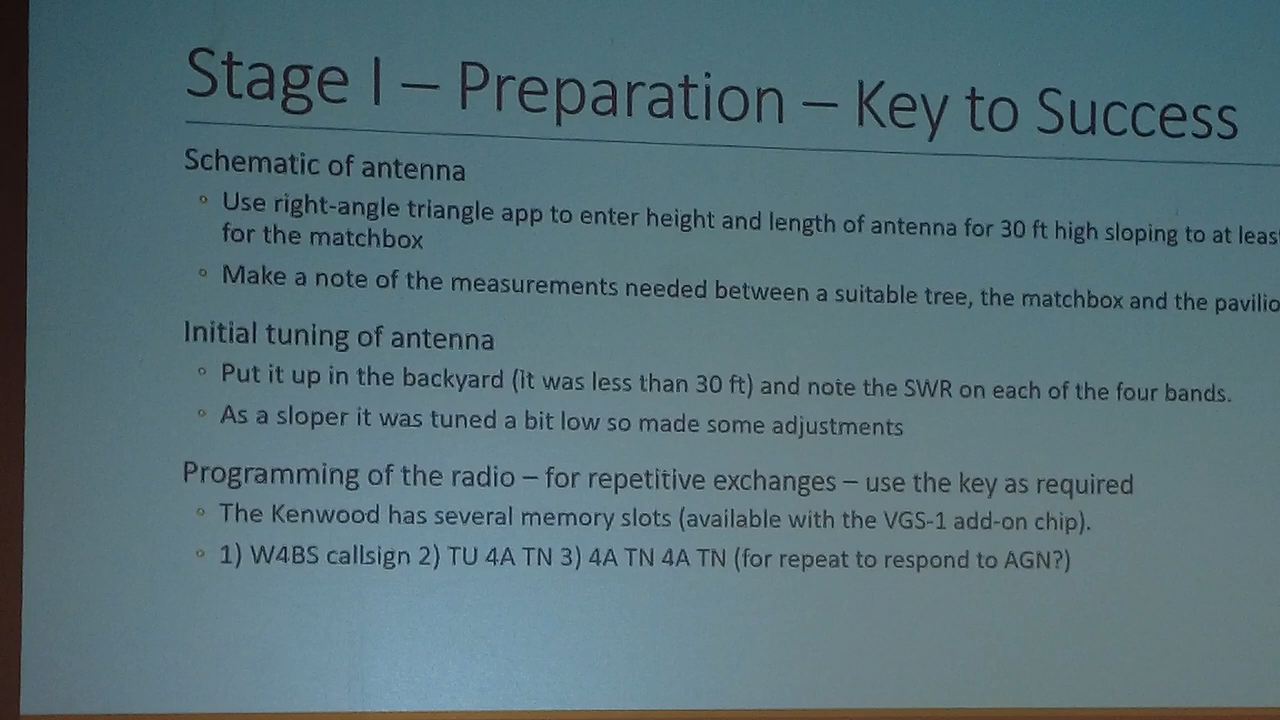 Stage I – Preparation – Key to Success
Schematic of antenna
Use right-angle triangle app to enter height and length of antenna for 30 ft high sloping to at
for the matchbox
Make a note of the measurements needed between a suitable tree, the matchbox and the
Initial tuning of antenna
Put it up in the backyard (it was less than 30 ft) and note the SWR on each of the four bands.
As a sloper it was tuned a bit low so made some adjustments
Programming of the radio – for repetitive exchanges – use the key as required
The Kenwood has several memory slots (available with the VGS-1 add-on chip).
1) W4BS callsign 2) TU 4A TN 3) 4A TN 4A TN (for repeat to respond to AGN?)